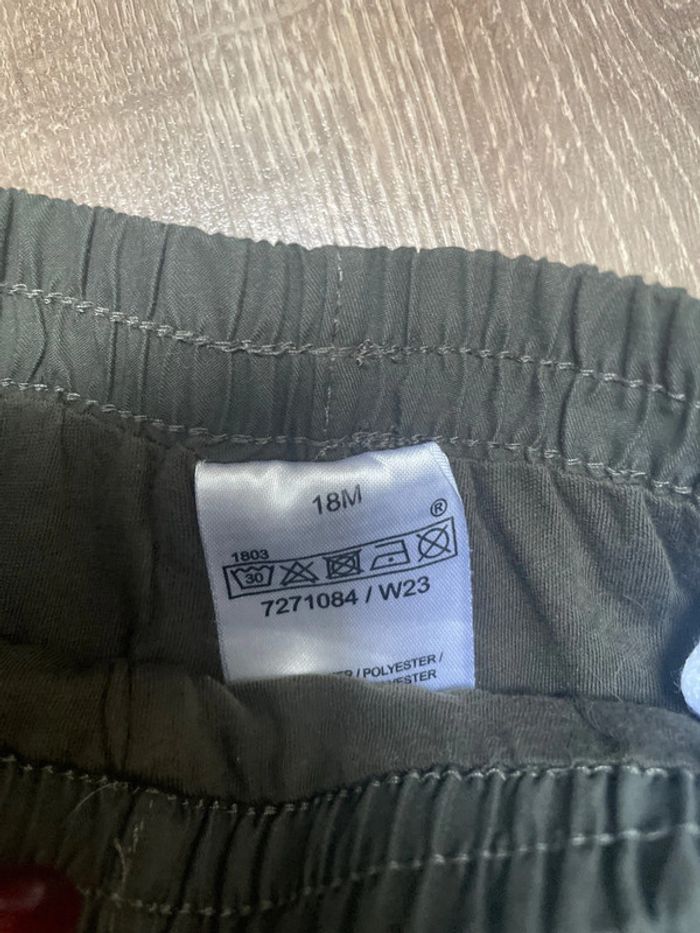 18M
®
1803
30
7271084 / W23
/ POLYESTER /